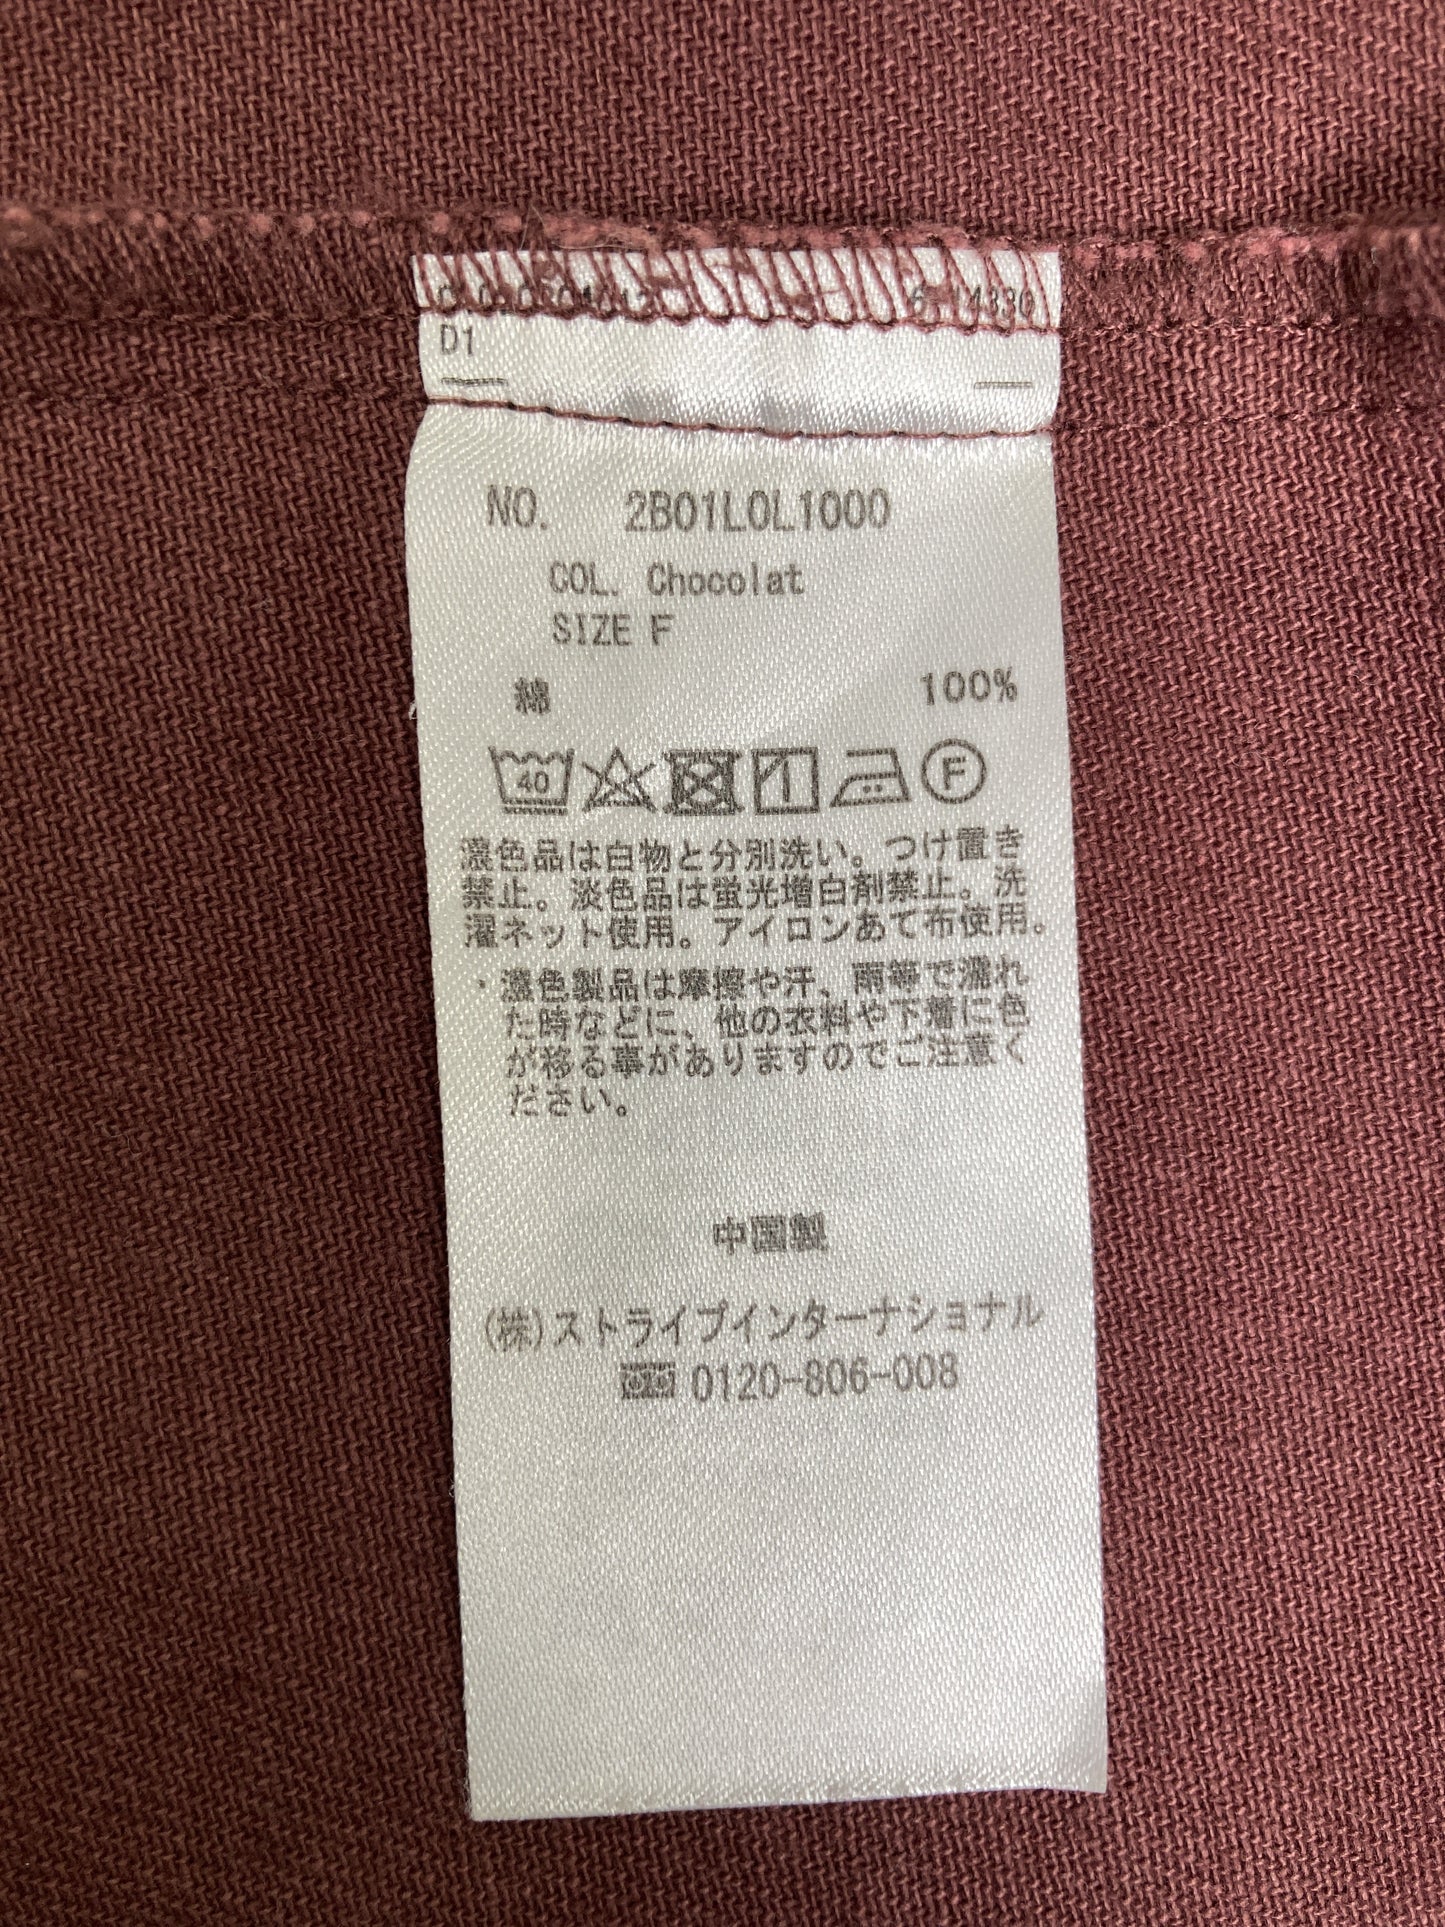 D1
NO. 2B01L0L1000
COL. Chocolat
SIZE F
綿 100%
40 F
濃色品は白物と分別洗い。つけ置き
禁止。淡色品は蛍光増白剤禁止。洗
濯ネット使用。アイロンあて布使用。
・濃色製品は摩擦や汗、雨等で濡れ
た時などに、他の衣料や下着に色
が移る事がありますのでご注意く
ださい。
中国製
(株)ストライプインターナショナル
0120-806-008